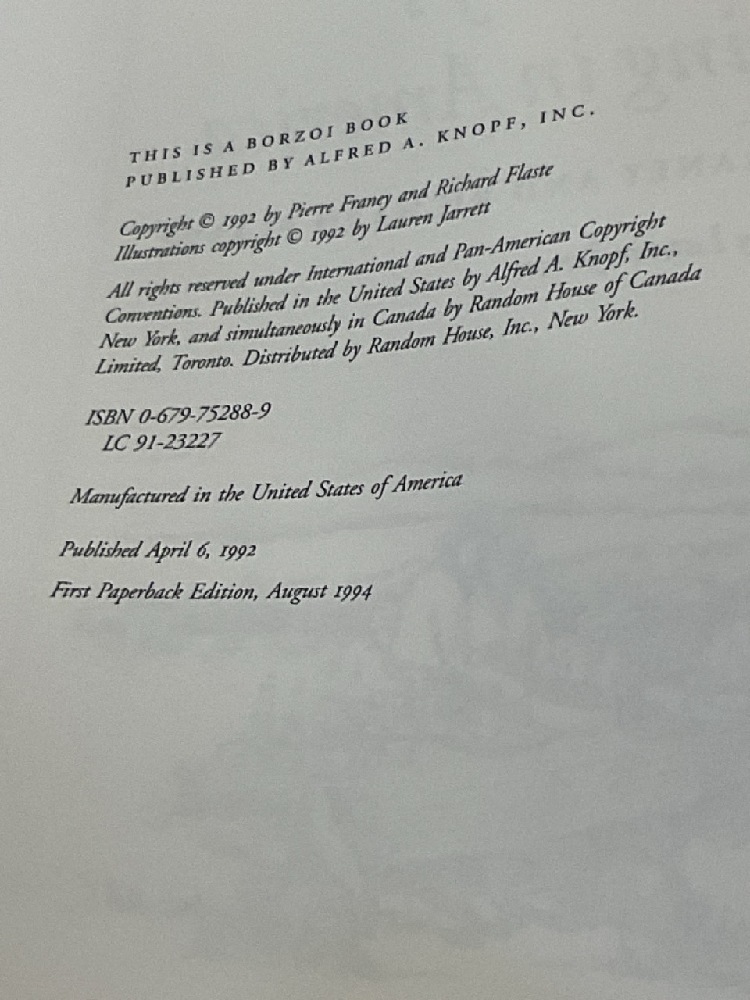 THIS IS A BORZOI BOOK
PUBLISHED BY ALFRED A. KNOPF, INC.
Copyright © 1992 by Pierre Franey and Richard Flaste
Illustrations copyright © 1992 by Lauren Jarrett
All rights reserved under International and Pan-American Copyright
Conventions. Published in the United States by Alfred A. Knopf, Inc.,
New York, and simultaneously in Canada by Random House of Canada
Limited, Toronto. Distributed by Random House, Inc., New York.
ISBN 0-679-75288-9
LC 91-23227
Manufactured in the United States of America
Published April 6, 1992
First Paperback Edition, August 1994